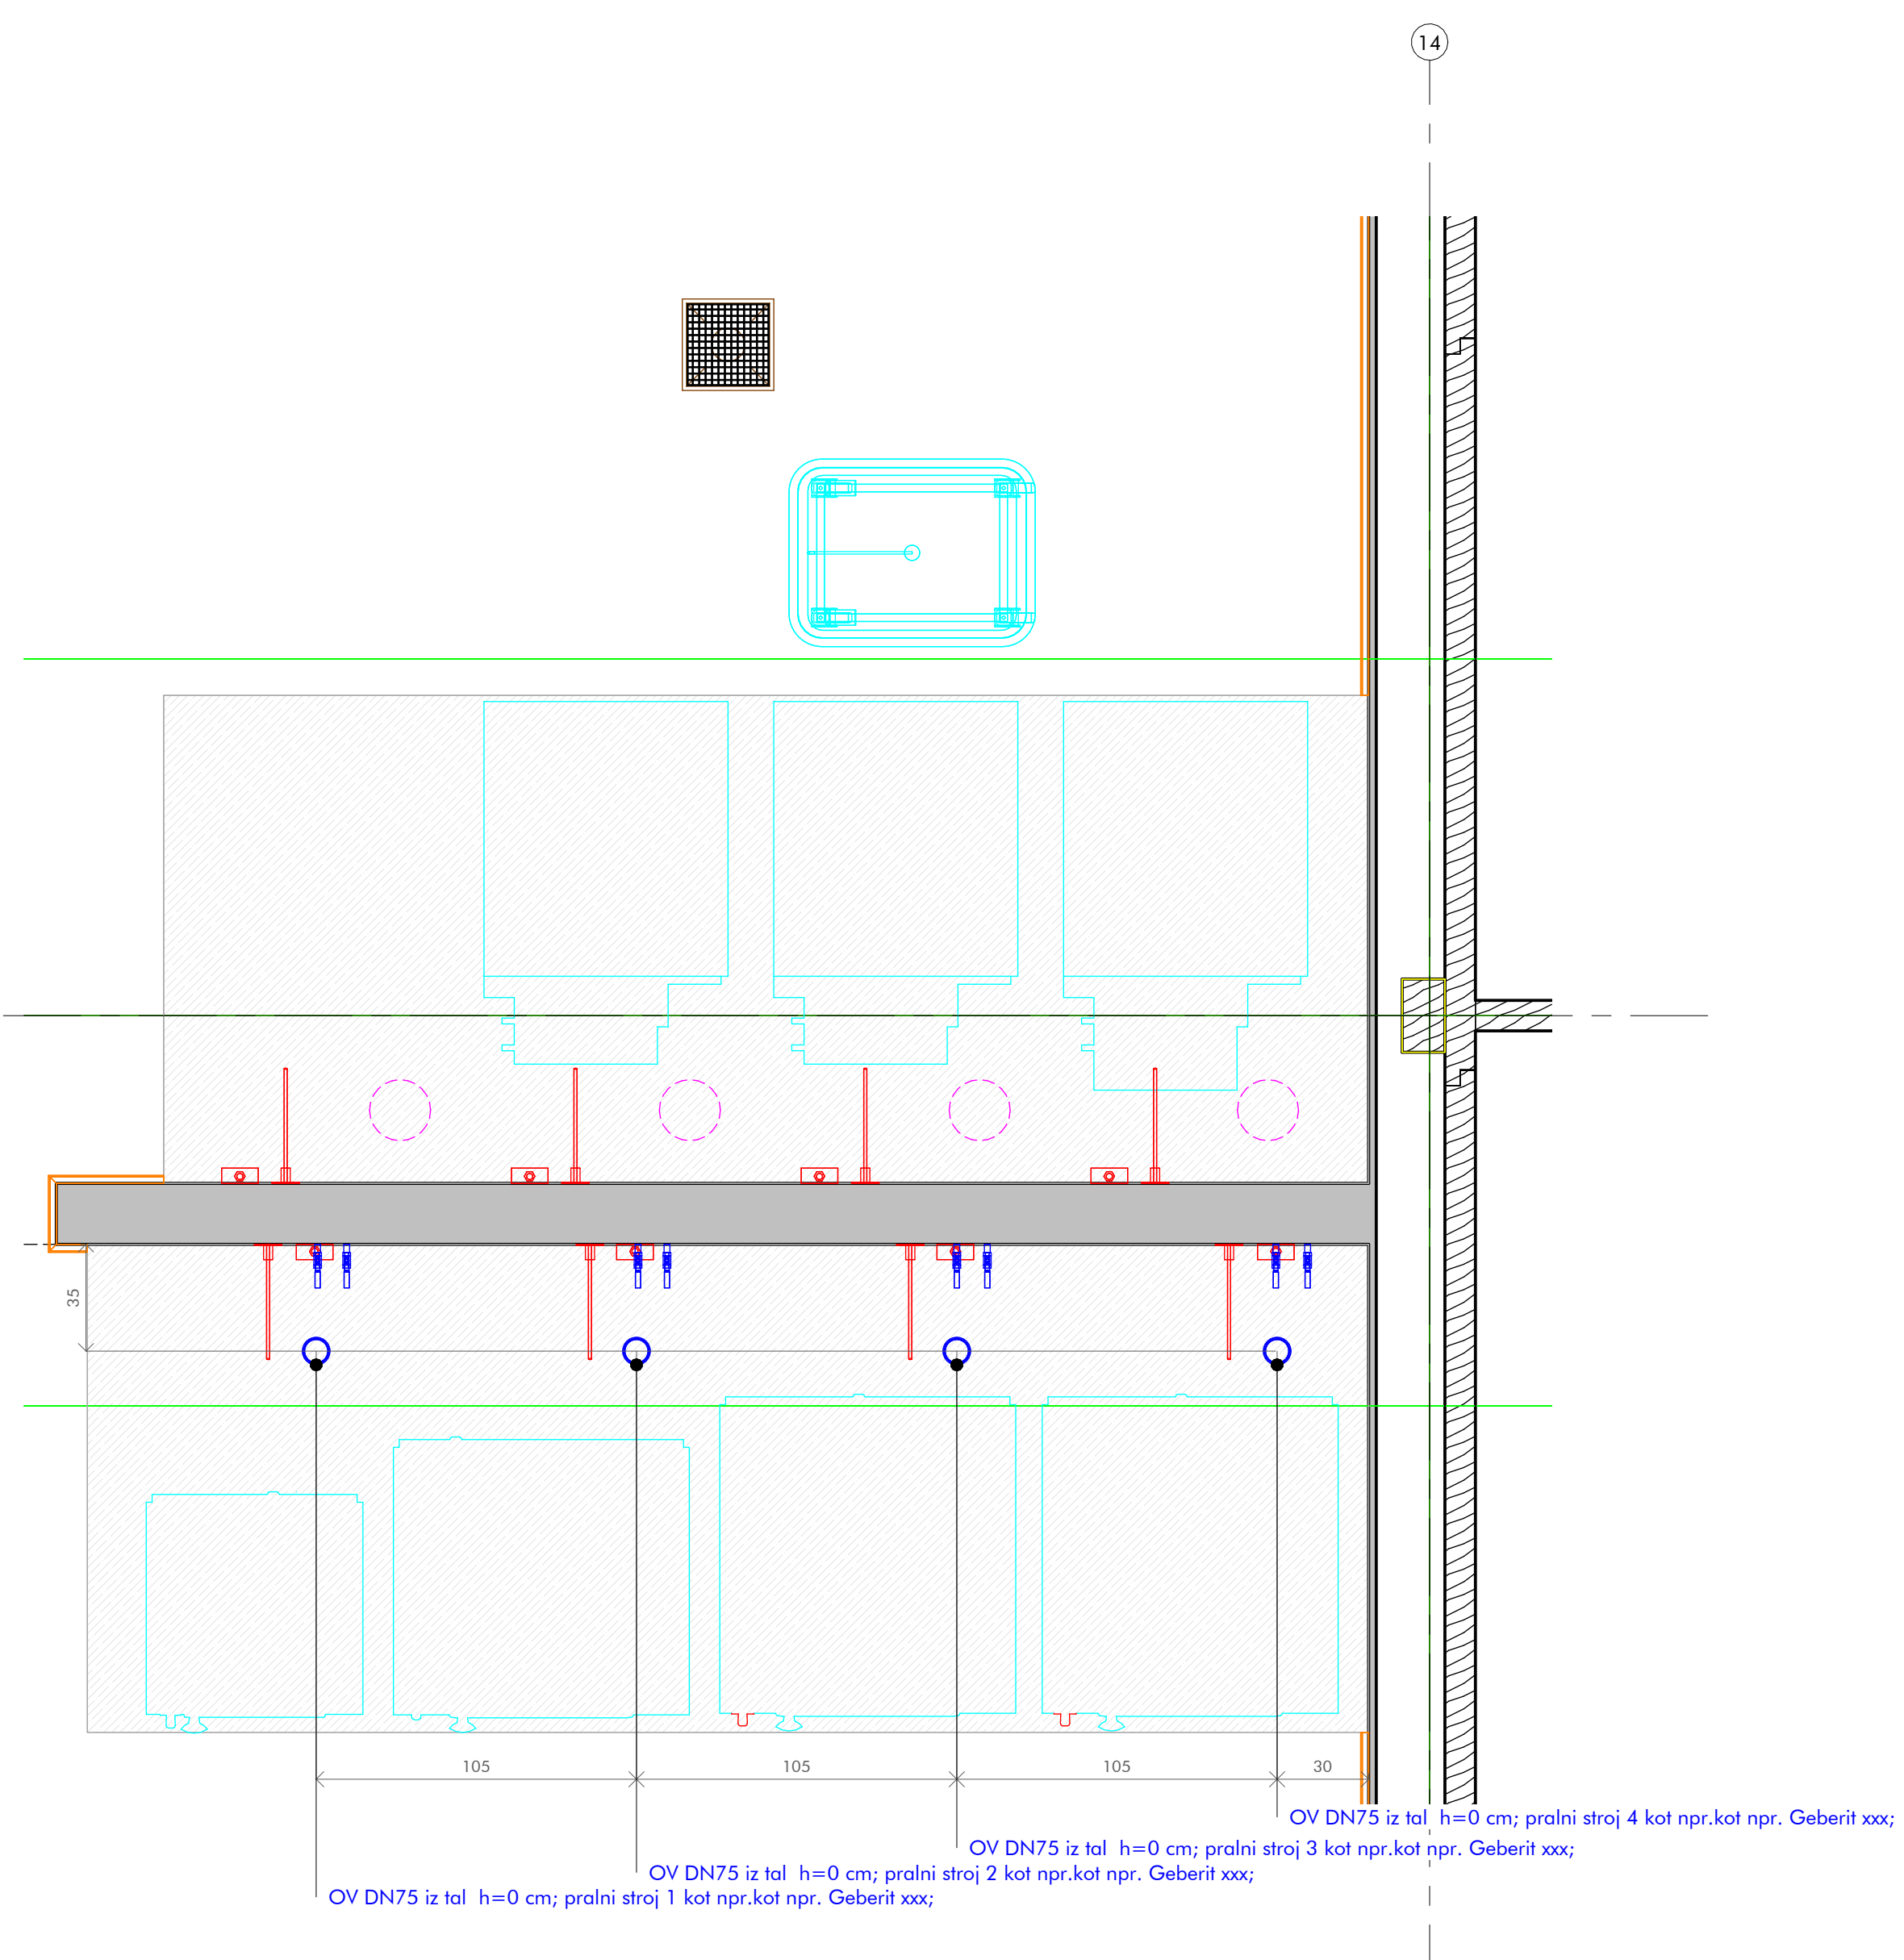 14
35
105
105
105
30
OV DN75 iz tal  h=0 cm; pralni stroj 4 kot npr.kot npr. Geberit xxx;
OV DN75 iz tal  h=0 cm; pralni stroj 3 kot npr.kot npr. Geberit xxx;
OV DN75 iz tal  h=0 cm; pralni stroj 2 kot npr.kot npr. Geberit xxx;
OV DN75 iz tal  h=0 cm; pralni stroj 1 kot npr.kot npr. Geberit xxx;